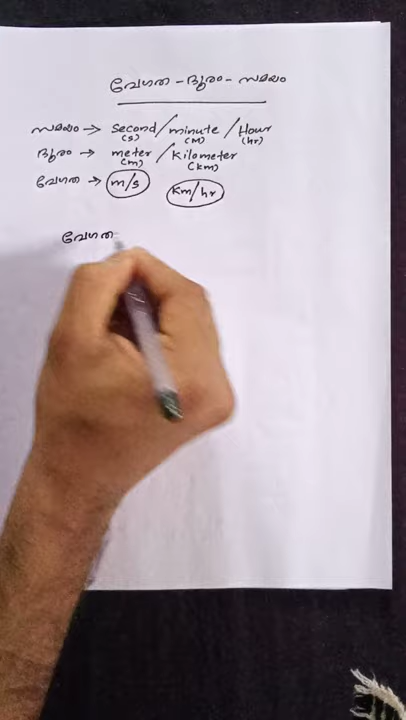 വേഗത - ദൂരം - സമയം
സമയം → second / minute / Hour
(s) (M) (hr)
ദൂരം → meter / Kilometer
(m) (km)
വേഗത → m/s km/hr
വേഗത